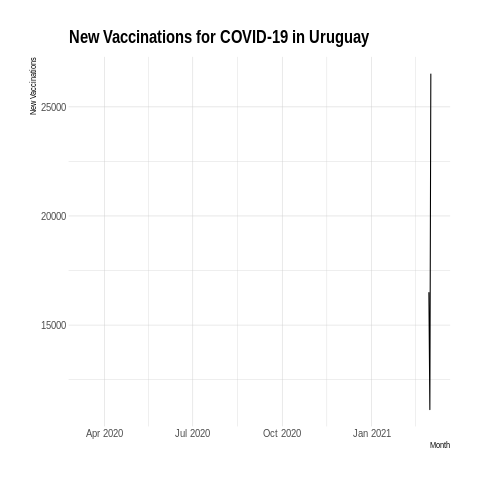 New Vaccinations for COVID-19 in Uruguay
New Vaccinations
25000
20000
15000
Apr 2020 Jul 2020 Oct 2020 Jan 2021
Month